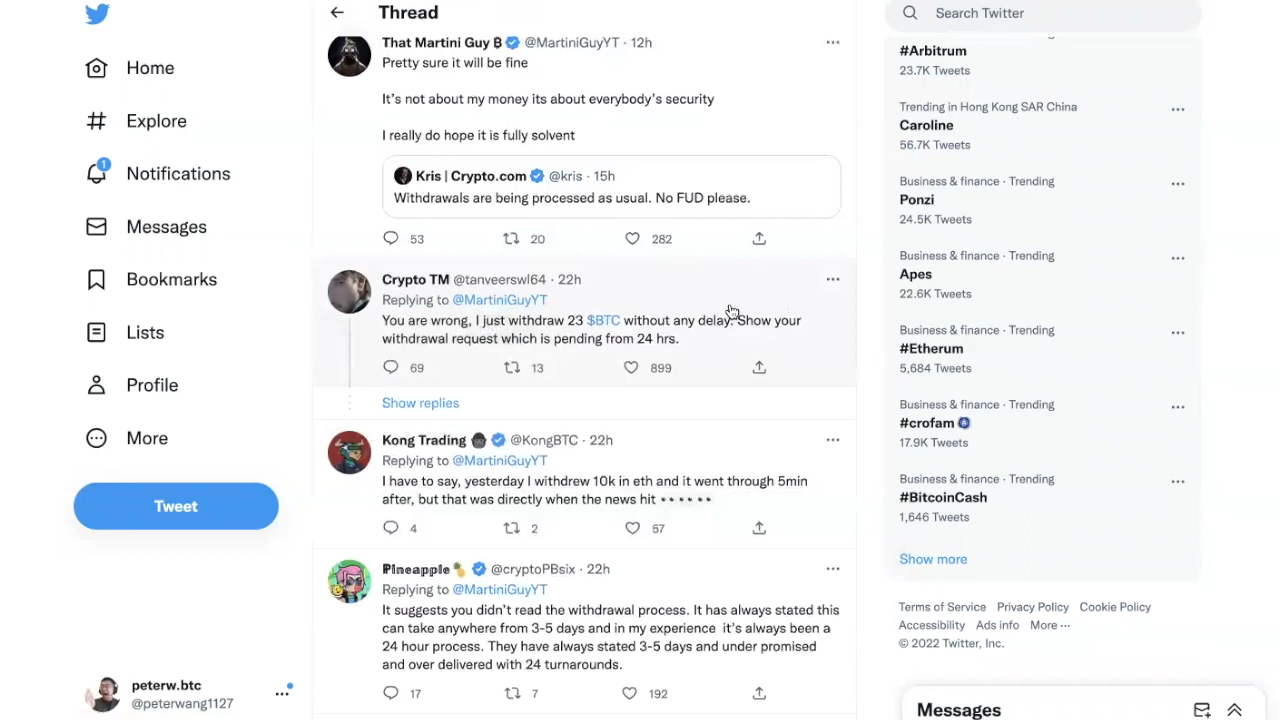 Home
Explore
1
Notifications
Messages
Bookmarks
Lists
Profile
More
Tweet
peterw.btc
@peterwang1127
Thread
That Martini Guy ₿ @MartiniGuyYT · 12h
Pretty sure it will be fine
It's not about my money its about everybody's security
I really do hope it is fully solvent
Kris | Crypto.com @kris · 15h
Withdrawals are being processed as usual. No FUD please.
53 20 282
Crypto TM @tanveerswl64 · 22h
Replying to @MartiniGuyYT
You are wrong, I just withdraw 23 $BTC without any delay. Show your
withdrawal request which is pending from 24 hrs.
69 13 899
Show replies
Kong Trading @KongBTC · 22h
Replying to @MartiniGuyYT
I have to say, yesterday I withdrew 10k in eth and it went through 5min
after, but that was directly when the news hit
4 2 57
Pineapple @cryptoPBsix · 22h
Replying to @MartiniGuyYT
It suggests you didn't read the withdrawal process. It has always stated this
can take anywhere from 3-5 days and in my experience it's always been a
24 hour process. They have always stated 3-5 days and under promised
and over delivered with 24 turnarounds.
17 7 192
Search Twitter
#Arbitrum
23.7K Tweets
Trending in Hong Kong SAR China
Caroline
56.7K Tweets
Business & finance · Trending
Ponzi
24.5K Tweets
Business & finance · Trending
Apes
22.6K Tweets
Business & finance · Trending
#Etherum
5,684 Tweets
Business & finance · Trending
#crofam
17.9K Tweets
Business & finance · Trending
#BitcoinCash
1,646 Tweets
Show more
Terms of Service Privacy Policy Cookie Policy
Accessibility Ads info More ···
© 2022 Twitter, Inc.
Messages